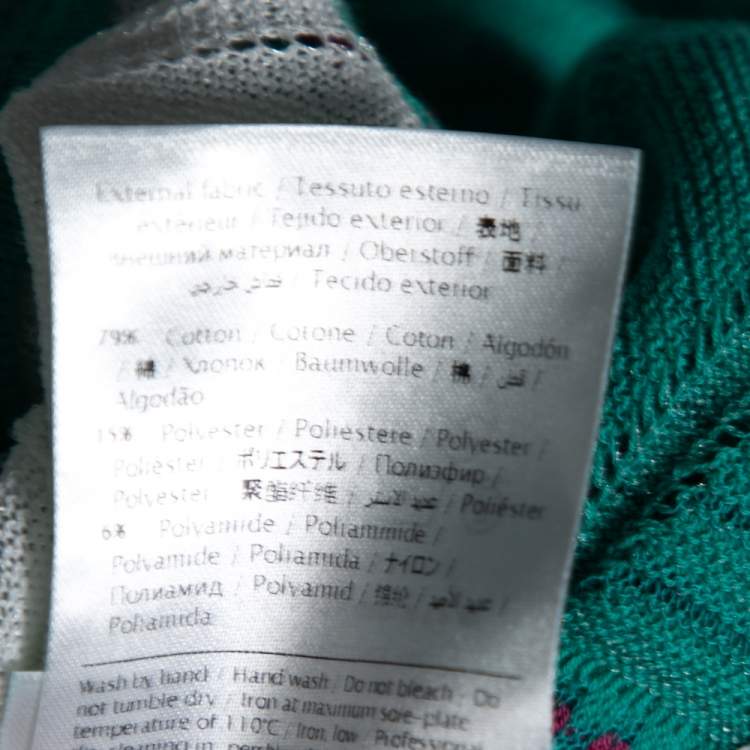 External fabric / Tessuto esterno / Tissu
extérieur / Tejido exterior / 表地 /
внешний материал / Oberstoff / 面料 /
/ Tecido exterior
79% Cotton / Cotone / Coton / Algodón
/ 綿 / Хлопок / Baumwolle / 棉 / قطن /
Algodão
15% Polyester / Poliestere / Polyester /
Poliéster / ポリエステル / Полиэфир /
Polyester / 聚酯纤维 / / Poliéster
6% Polyamide / Poliammide /
Polyamide / Poliamida / ナイロン /
Полиамид / Polyamid / 锦纶 / /
Poliamida
Wash by hand / Hand wash / Do not bleach / Do
not tumble dry / Iron at maximum sole-plate
temperature of 110°C / Iron, low / Professional
dry cleaning in